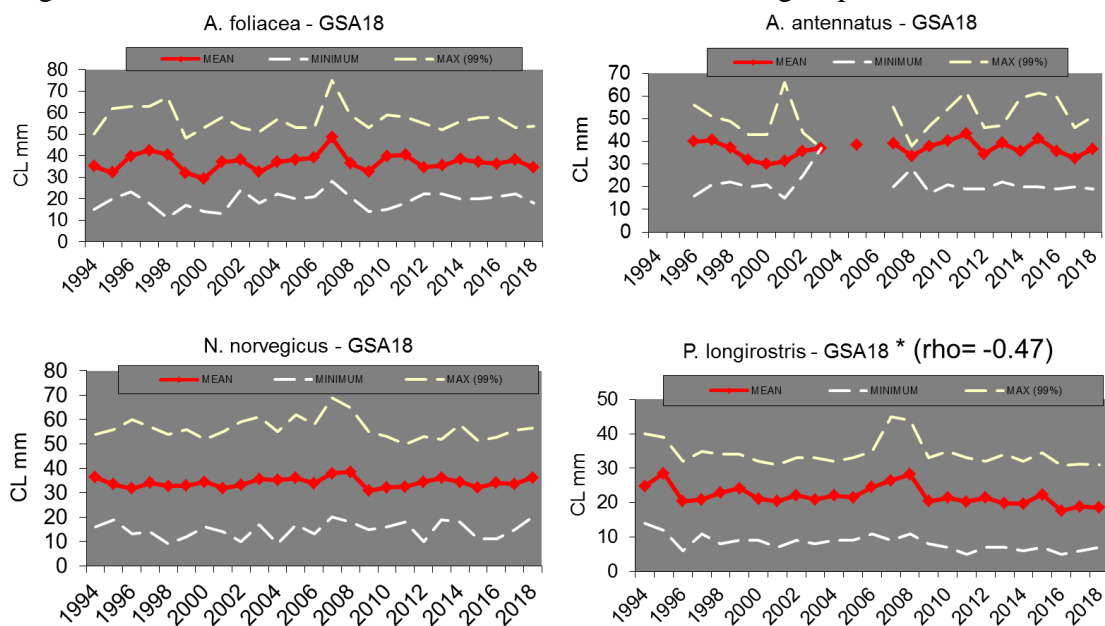 A. foliacea - GSA18
MEAN MINIMUM MAX (99%)
80
70
60
50
40
30
20
10
0
CL mm
1994 1996 1998 2000 2002 2004 2006 2008 2010 2012 2014 2016 2018
A. antennatus - GSA18
MEAN MINIMUM MAX (99%)
70
60
50
40
30
20
10
0
CL mm
1994 1996 1998 2000 2002 2004 2006 2008 2010 2012 2014 2016 2018
N. norvegicus - GSA18
MEAN MINIMUM MAX (99%)
80
70
60
50
40
30
20
10
0
CL mm
1994 1996 1998 2000 2002 2004 2006 2008 2010 2012 2014 2016 2018
P. longirostris - GSA18 * (rho= -0.47)
MEAN MINIMUM MAX (99%)
50
40
30
20
10
0
CL mm
1994 1996 1998 2000 2002 2004 2006 2008 2010 2012 2014 2016 2018